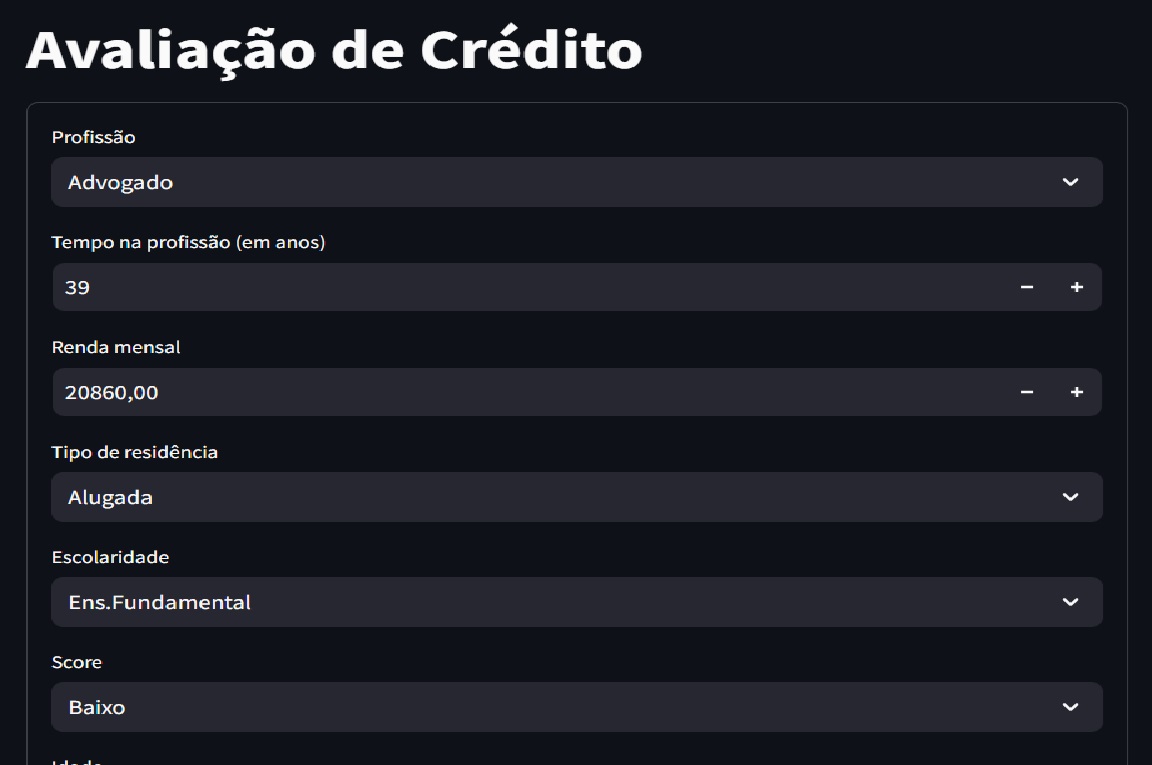 Avaliação de Crédito
Profissão
Advogado
Tempo na profissão (em anos)
39
Renda mensal
20860,00
Tipo de residência
Alugada
Escolaridade
Ens.Fundamental
Score
Baixo